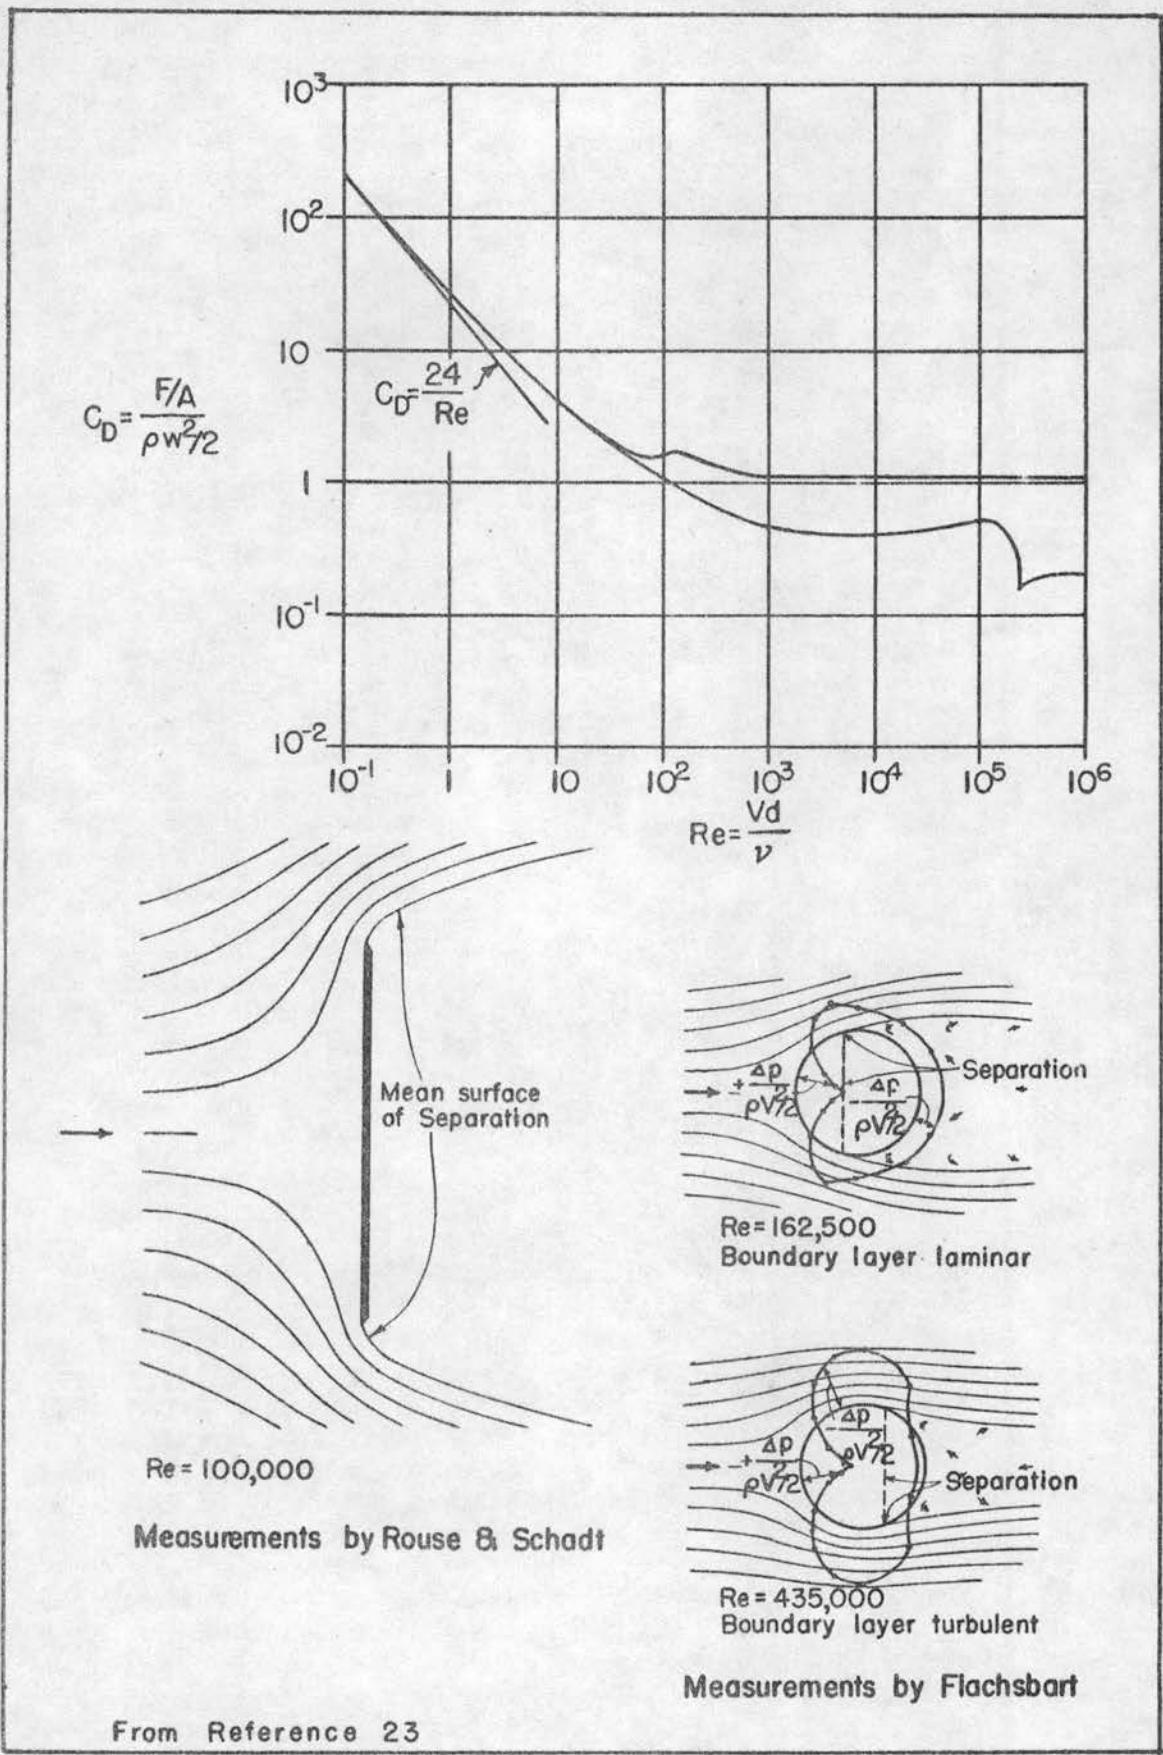 10³
10²
10
1
10⁻¹
10⁻²
C_D = F/A / ρw²/2
C_D = 24 / Re
10⁻¹ 1 10 10² 10³ 10⁴ 10⁵ 10⁶
Re = Vd / ν
Mean surface
of Separation
Re = 100,000
Measurements by Rouse & Schadt
+ Δp / ρV²/2
- Δp / ρV²/2
Separation
Re = 162,500
Boundary layer laminar
- Δp / ρV²/2
+ Δp / ρV²/2
Separation
Re = 435,000
Boundary layer turbulent
Measurements by Flachsbart
From Reference 23